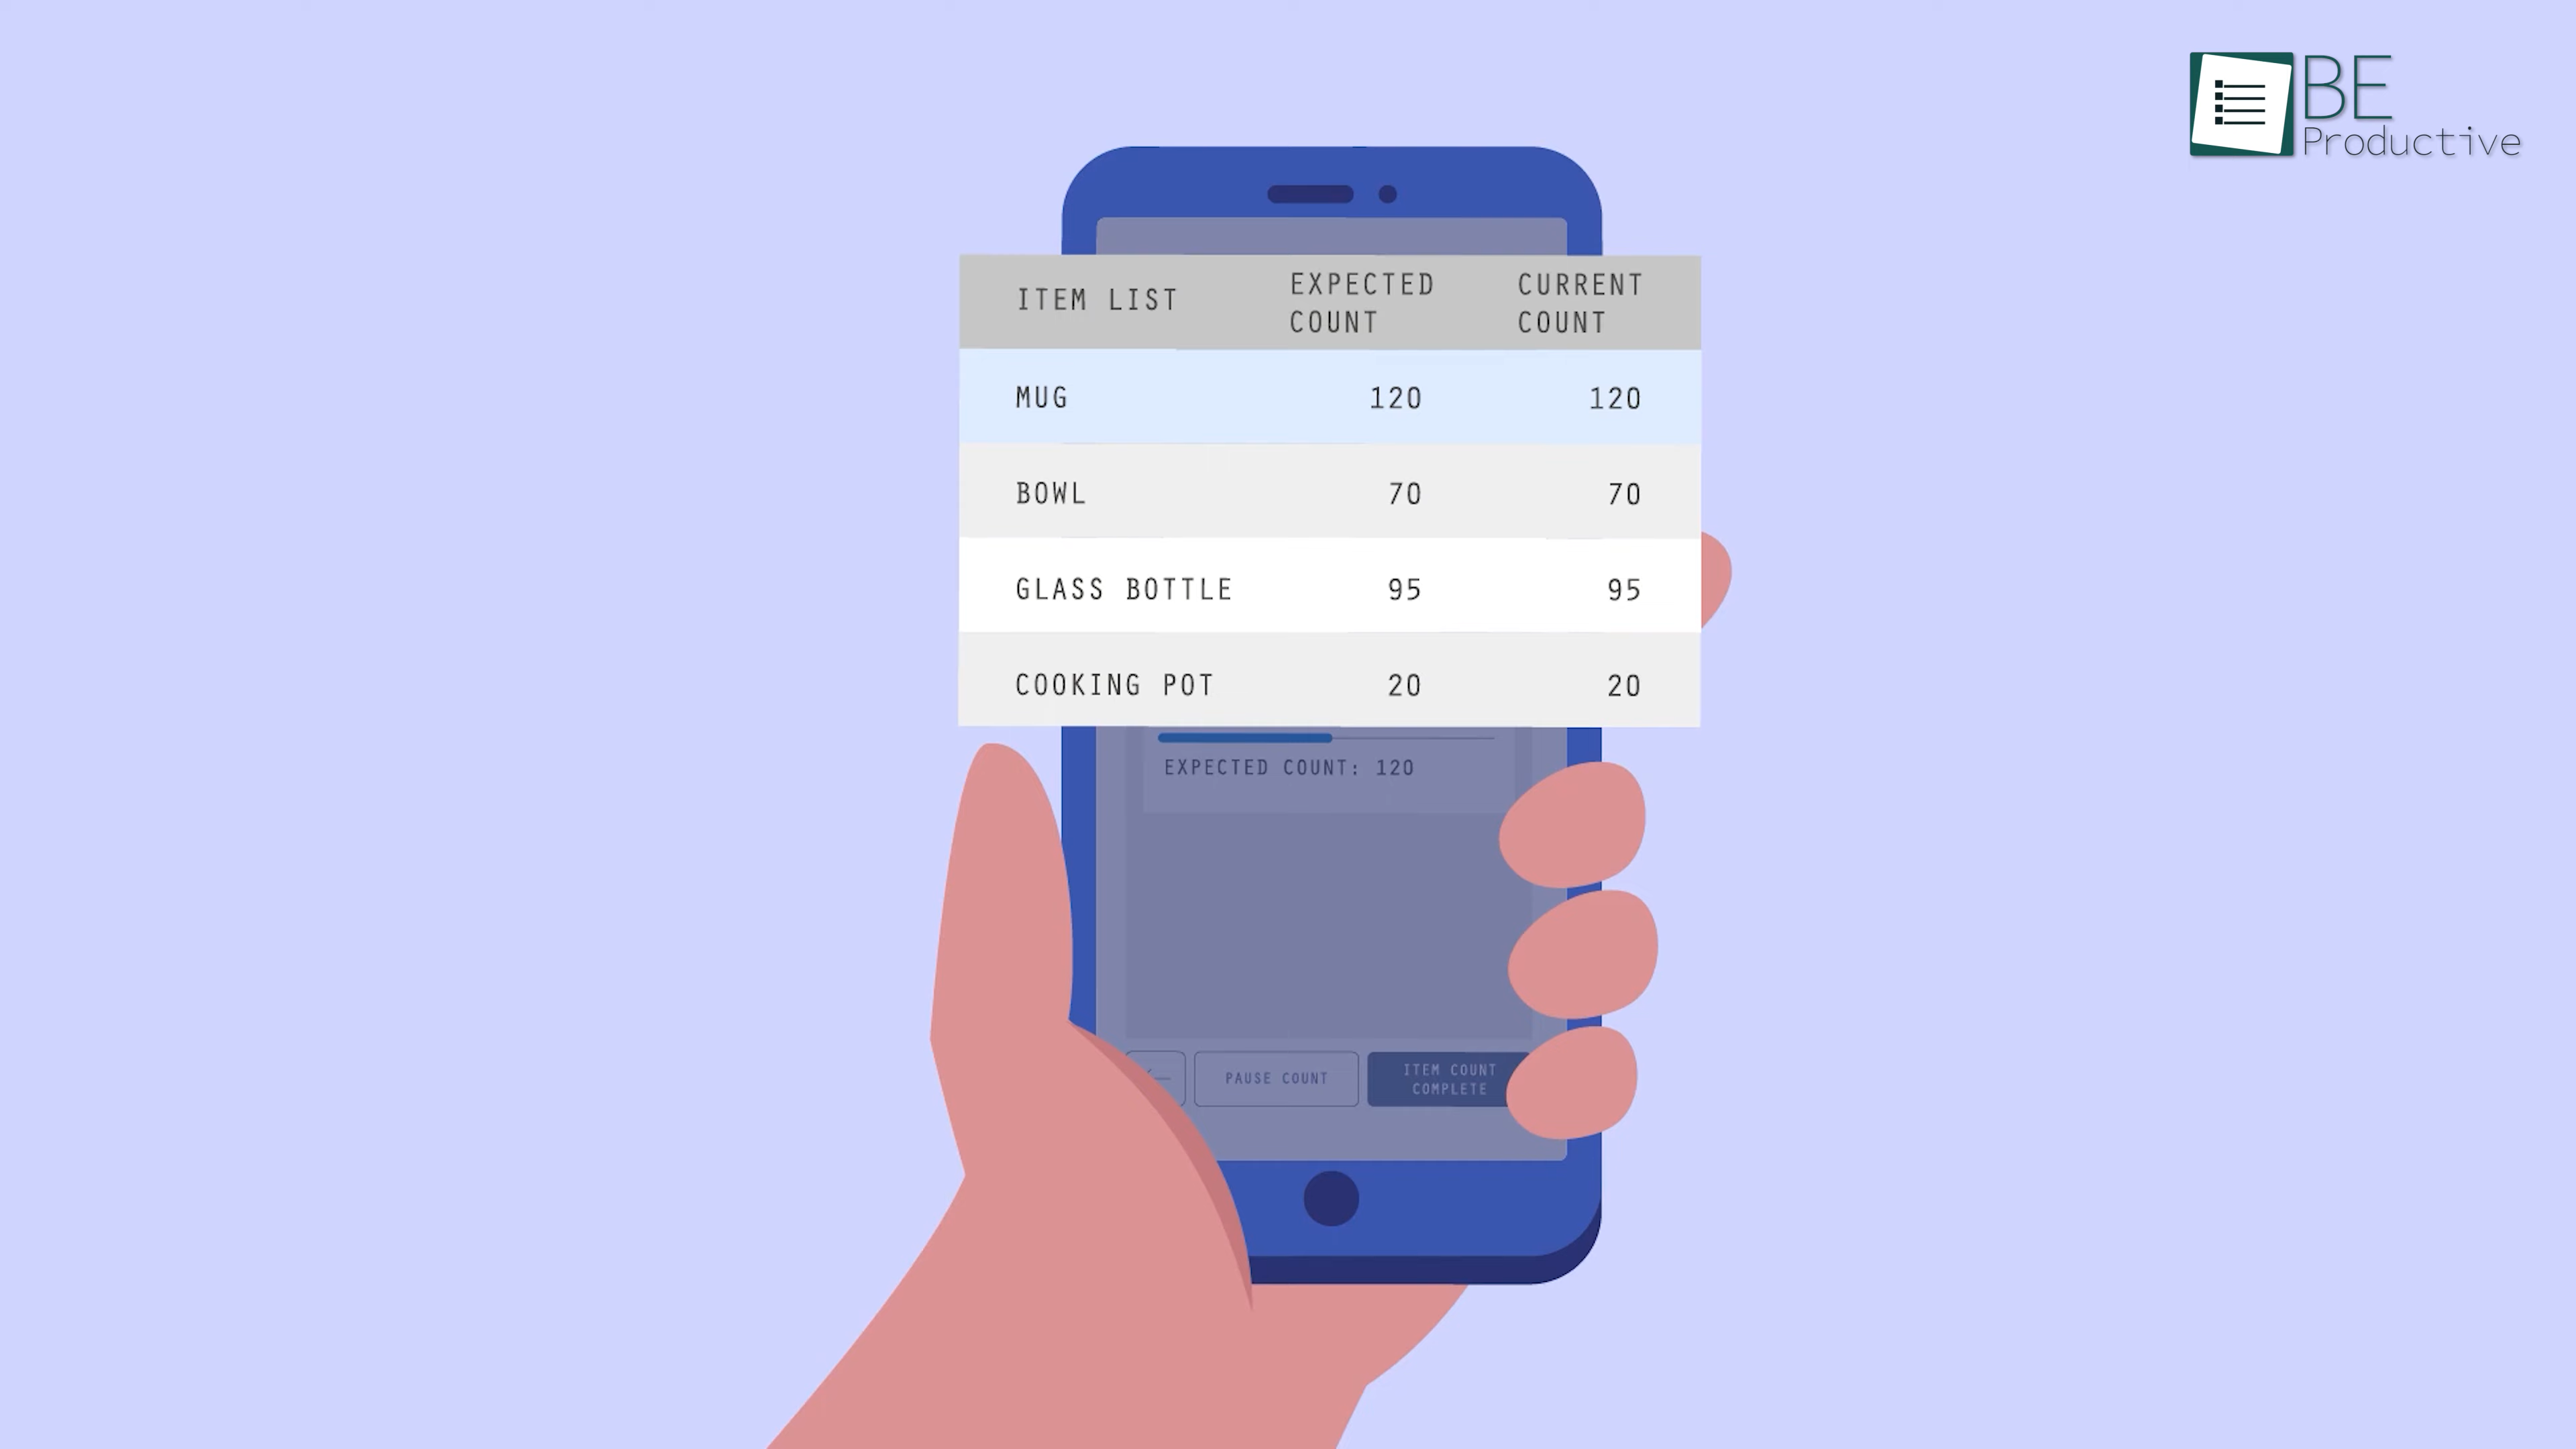 BE
Productive
ITEM LIST EXPECTED COUNT CURRENT COUNT
MUG 120 120
BOWL 70 70
GLASS BOTTLE 95 95
COOKING POT 20 20
EXPECTED COUNT: 120
PAUSE COUNT
ITEM COUNT
COMPLETE